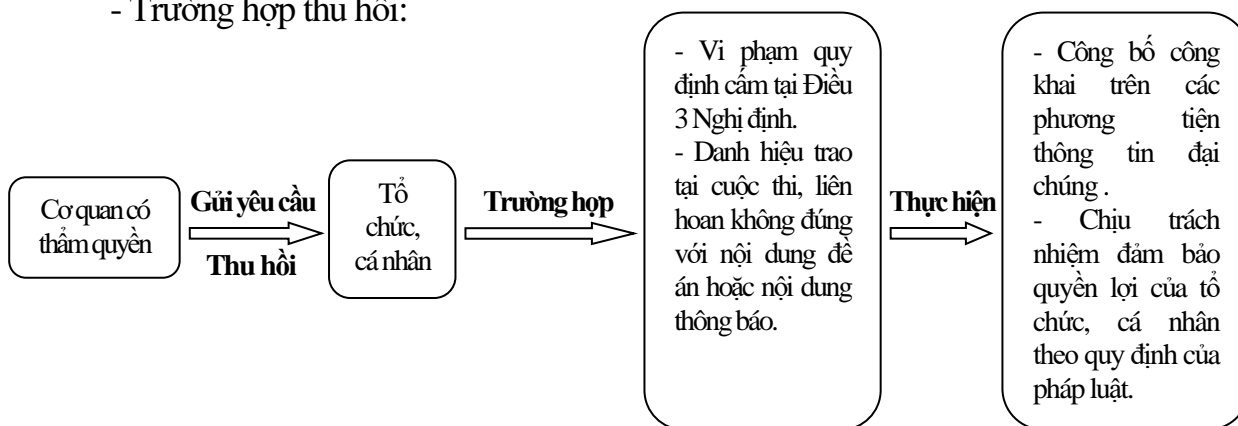 - Trường hợp thu hồi:
Cơ quan có
thẩm quyền
Gửi yêu cầu
Thu hồi
Tổ
chức,
cá nhân
Trường hợp
- Vi phạm quy
định cấm tại Điều
3 Nghị định.
- Danh hiệu trao
tại cuộc thi, liên
hoan không đúng
với nội dung đề
án hoặc nội dung
thông báo.
Thực hiện
- Công bố công
khai trên các
phương tiện
thông tin đại
chúng .
- Chịu trách
nhiệm đảm bảo
quyền lợi của tổ
chức, cá nhân
theo quy định của
pháp luật.